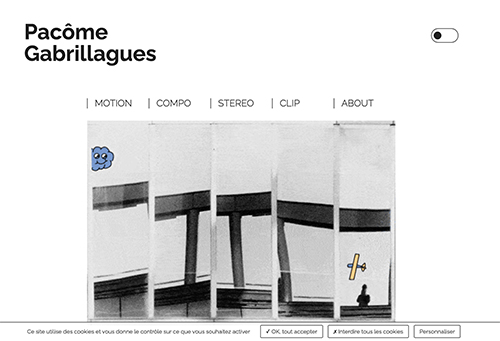 Pacôme
Gabrillagues
MOTION COMPO STEREO CLIP ABOUT
Ce site utilise des cookies et vous donne le contrôle sur ce que vous souhaitez activer ✓ OK, tout accepter ✗ Interdire tous les cookies Personnaliser